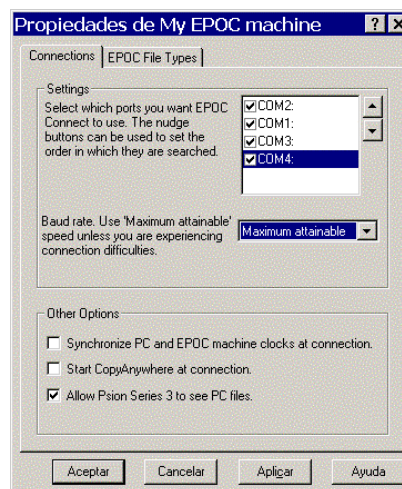 Propiedades de My EPOC machine
Connections
EPOC File Types
Settings
Select which ports you want EPOC
Connect to use. The nudge
buttons can be used to set the
order in which they are searched.
COM2:
COM1:
COM3:
COM4:
Baud rate. Use 'Maximum attainable'
speed unless you are experiencing
connection difficulties.
Maximum attainable
Other Options
Synchronize PC and EPOC machine clocks at connection.
Start CopyAnywhere at connection.
Allow Psion Series 3 to see PC files.
Aceptar
Cancelar
Aplicar
Ayuda